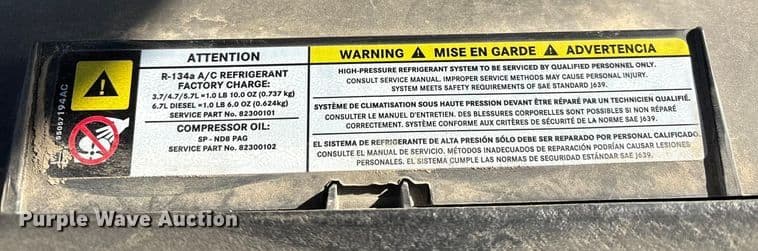 55057194AC
ATTENTION
R-134a A/C REFRIGERANT
FACTORY CHARGE:
3.7/4.7/5.7L =1.0 LB 10.0 OZ (0.737 kg)
6.7L DIESEL =1.0 LB 6.0 OZ (0.624kg)
SERVICE PART No. 82300101
COMPRESSOR OIL:
SP - ND8 PAG
SERVICE PART No. 82300102
WARNING ⚠ MISE EN GARDE ⚠ ADVERTENCIA
HIGH-PRESSURE REFRIGERANT SYSTEM TO BE SERVICED BY QUALIFIED PERSONNEL ONLY.
CONSULT SERVICE MANUAL. IMPROPER SERVICE METHODS MAY CAUSE PERSONAL INJURY.
SYSTEM MEETS SAFETY REQUIREMENTS OF SAE STANDARD J639.
SYSTÈME DE CLIMATISATION SOUS HAUTE PRESSION DEVANT ÊTRE RÉPARÉ PAR UN TECHNICIEN QUALIFIÉ.
CONSULTER LE MANUEL D'ENTRETIEN. DES BLESSURES CORPORELLES SONT POSSIBLES SI NON RÉPARÉ
CORRECTEMENT. SYSTÈME CONFORME AUX CRITÈRES DE SÉCURITÉ DE LA NORME SAE J639.
EL SISTEMA DE REFRIGERANTE DE ALTA PRESIÓN SÓLO DEBE SER REPARADO POR PERSONAL CALIFICADO.
CONSULTE EL MANUAL DE SERVICIO. MÉTODOS INADECUADOS DE REPARACIÓN PODRÍAN CAUSAR LESIONES
PERSONALES. EL SISTEMA CUMPLE LAS NORMAS DE SEGURIDAD ESTÁNDAR SAE J639.
Purple Wave Auction